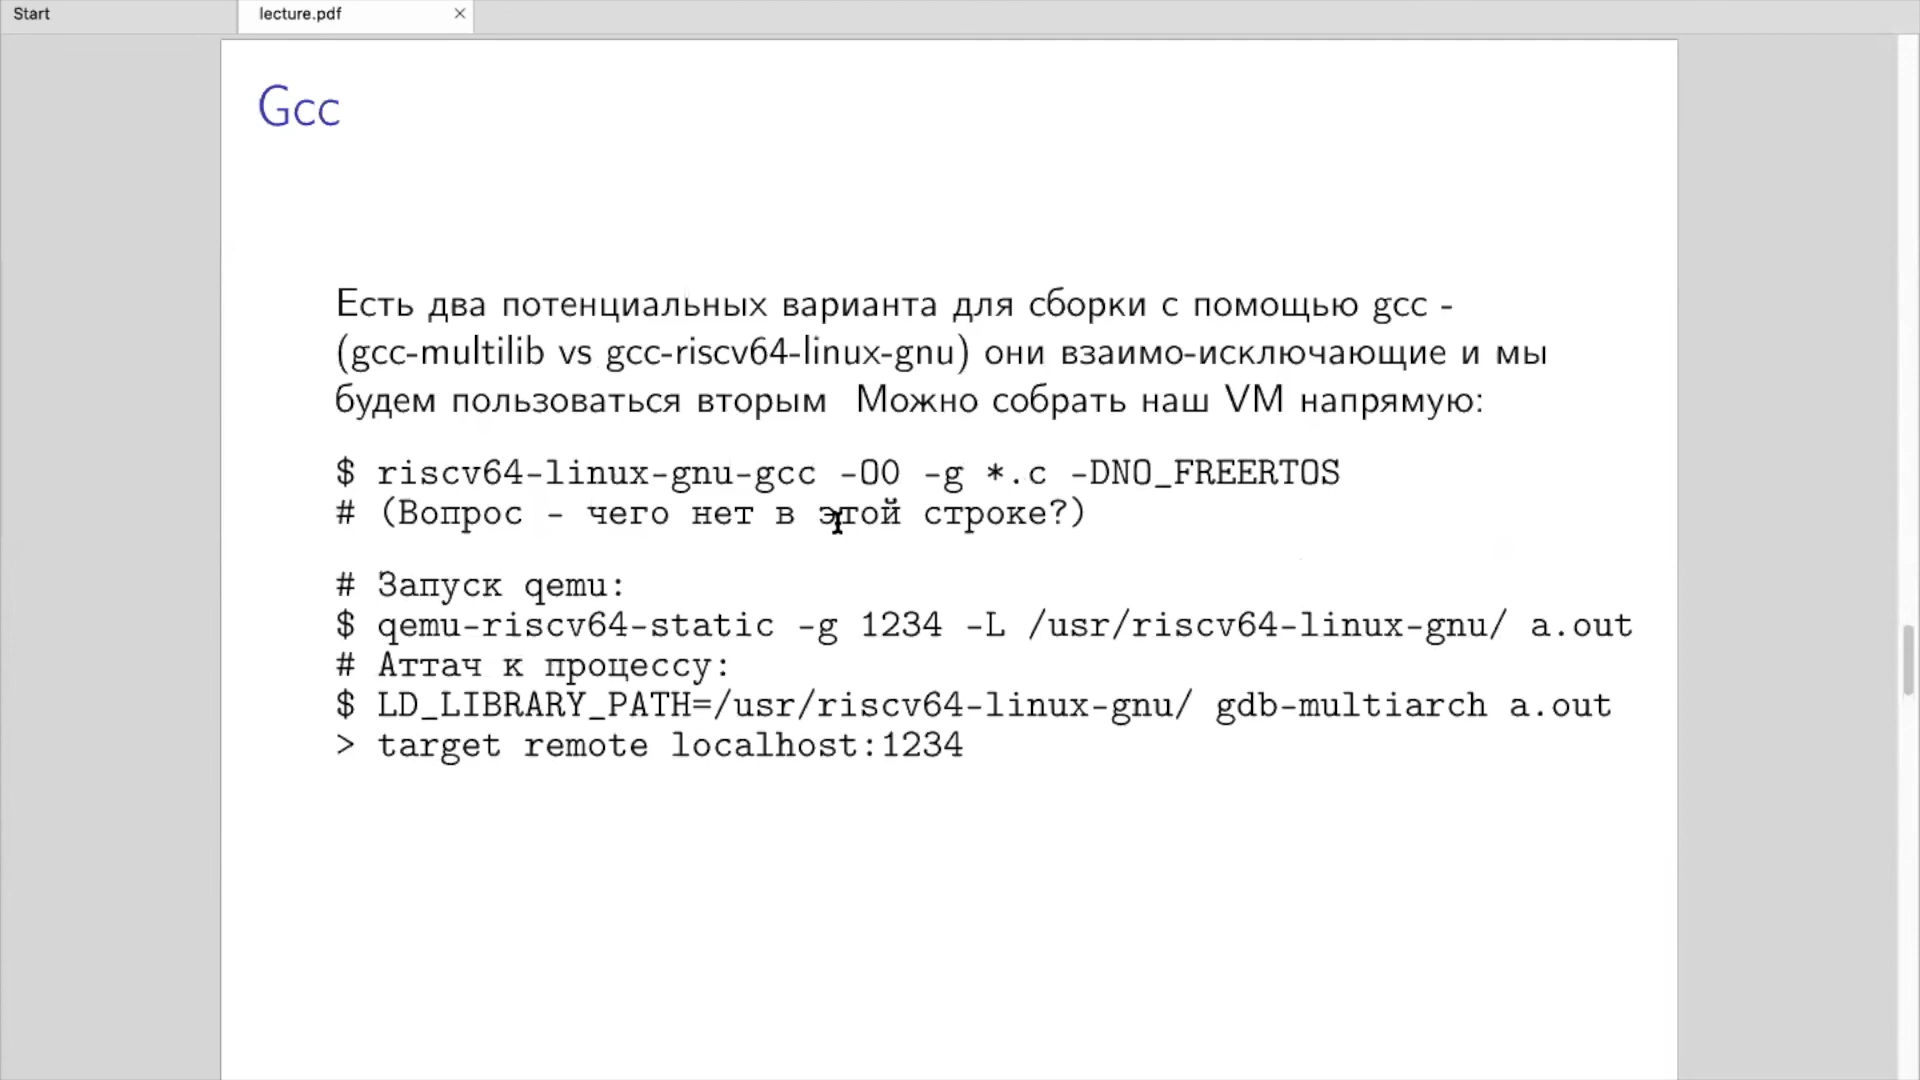 Start
lecture.pdf
Gcc
Есть два потенциальных варианта для сборки с помощью gcc -
(gcc-multilib vs gcc-riscv64-linux-gnu) они взаимо-исключающие и мы
будем пользоваться вторым Можно собрать наш VM напрямую:
$ riscv64-linux-gnu-gcc -O0 -g *.c -DNO_FREERTOS
# (Вопрос - чего нет в этой строке?)
# Запуск qemu:
$ qemu-riscv64-static -g 1234 -L /usr/riscv64-linux-gnu/ a.out
# Аттач к процессу:
$ LD_LIBRARY_PATH=/usr/riscv64-linux-gnu/ gdb-multiarch a.out
> target remote localhost:1234